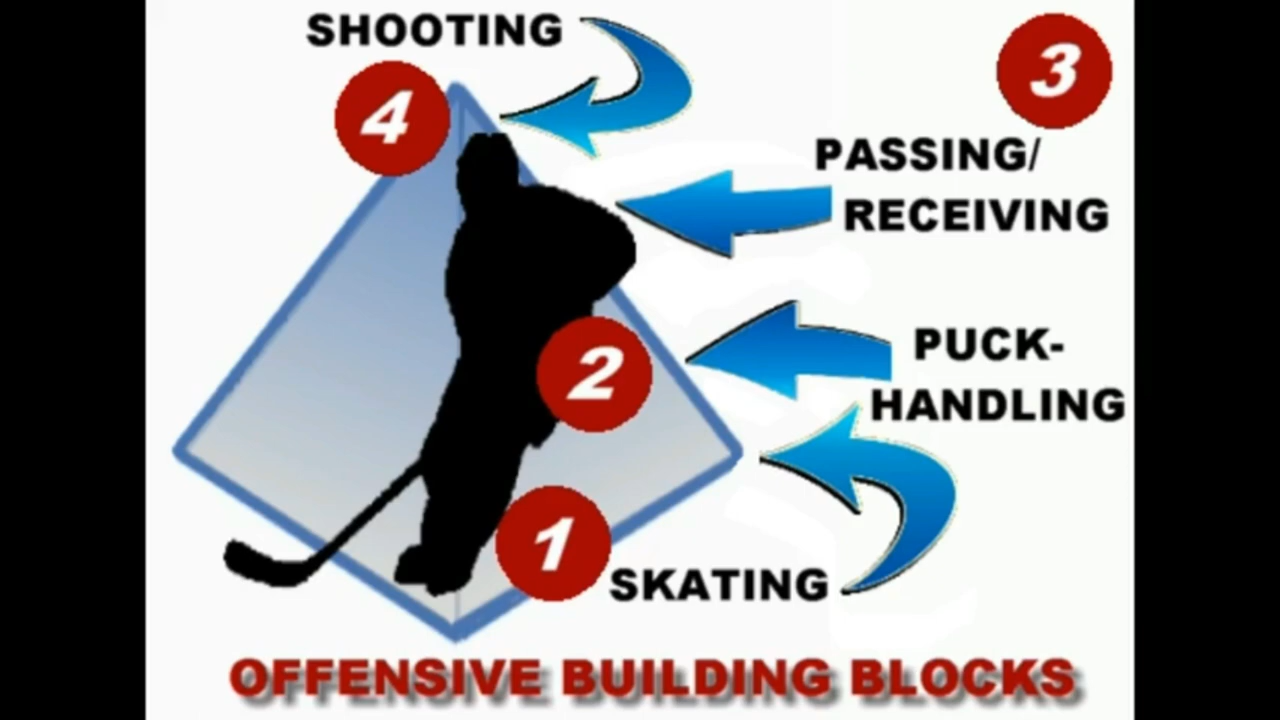 SHOOTING
4
3
PASSING/
RECEIVING
2
PUCK-
HANDLING
1
SKATING
OFFENSIVE BUILDING BLOCKS